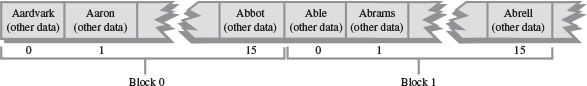 Aardvark Aaron Abbot Able Abrams Abrell
(other data) (other data) (other data) (other data) (other data) (other data)
0 1 15 0 1 15
Block 0 Block 1